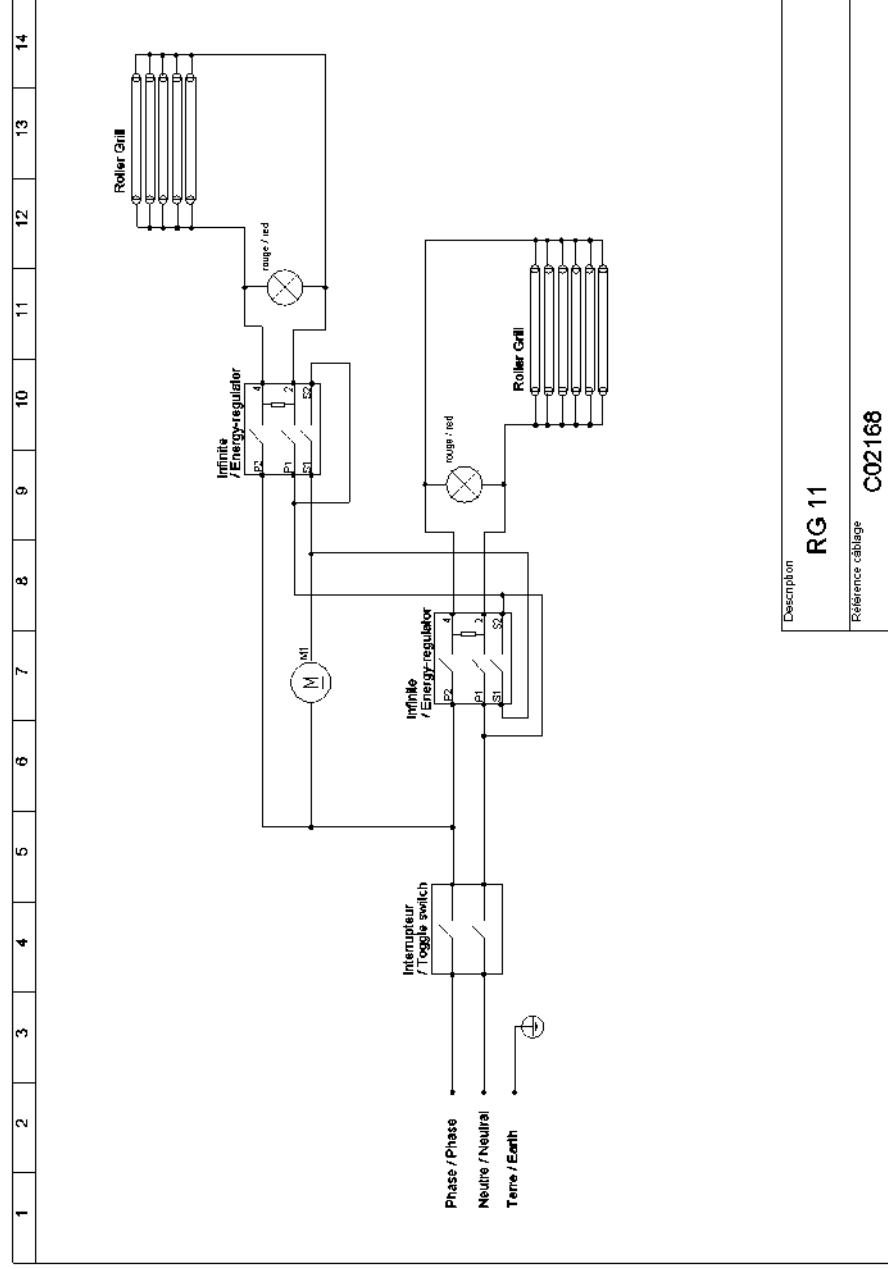 1
2
3
4
5
6
7
8
9
10
11
12
13
14
Phase / Phase
Neutre / Neutral
Terre / Earth
Interrupteur
/ Toggle switch
Infinite
/ Energy-regulator
P2
4
P1
2
S1
S2
rouge / red
Roller Grill
M
M1
Infinite
/ Energy-regulator
P2
4
P1
2
S1
S2
rouge / red
Roller Grill
Description
RG 11
Référence câblage
C02168